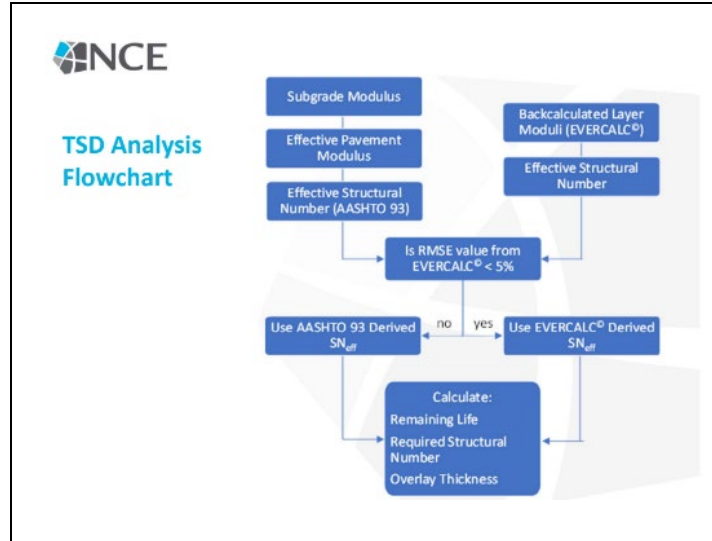 NCE
TSD Analysis
Flowchart
Subgrade Modulus
Effective Pavement
Modulus
Effective Structural
Number (AASHTO 93)
Backcalculated Layer
Moduli (EVERCALC©)
Effective Structural
Number
Is RMSE value from
EVERCALC© < 5%
no
yes
Use AASHTO 93 Derived
SNeff
Use EVERCALC© Derived
SNeff
Calculate:
Remaining Life
Required Structural
Number
Overlay Thickness